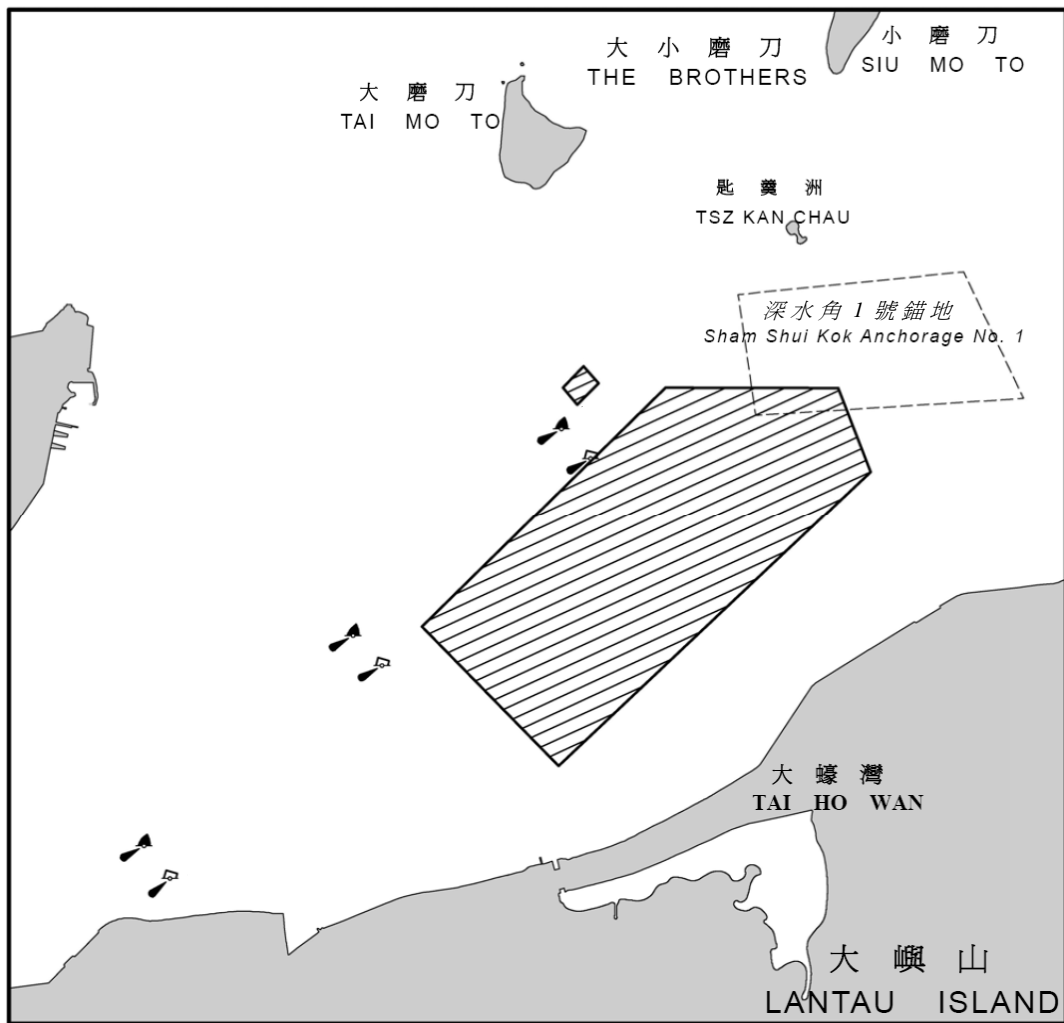 大 小 磨 刀
THE BROTHERS
小 磨 刀
SIU MO TO
大 磨 刀
TAI MO TO
匙 羹 洲
TSZ KAN CHAU
深水角 1 號錨地
Sham Shui Kok Anchorage No. 1
大 蠔 灣
TAI HO WAN
大 嶼 山
LANTAU ISLAND